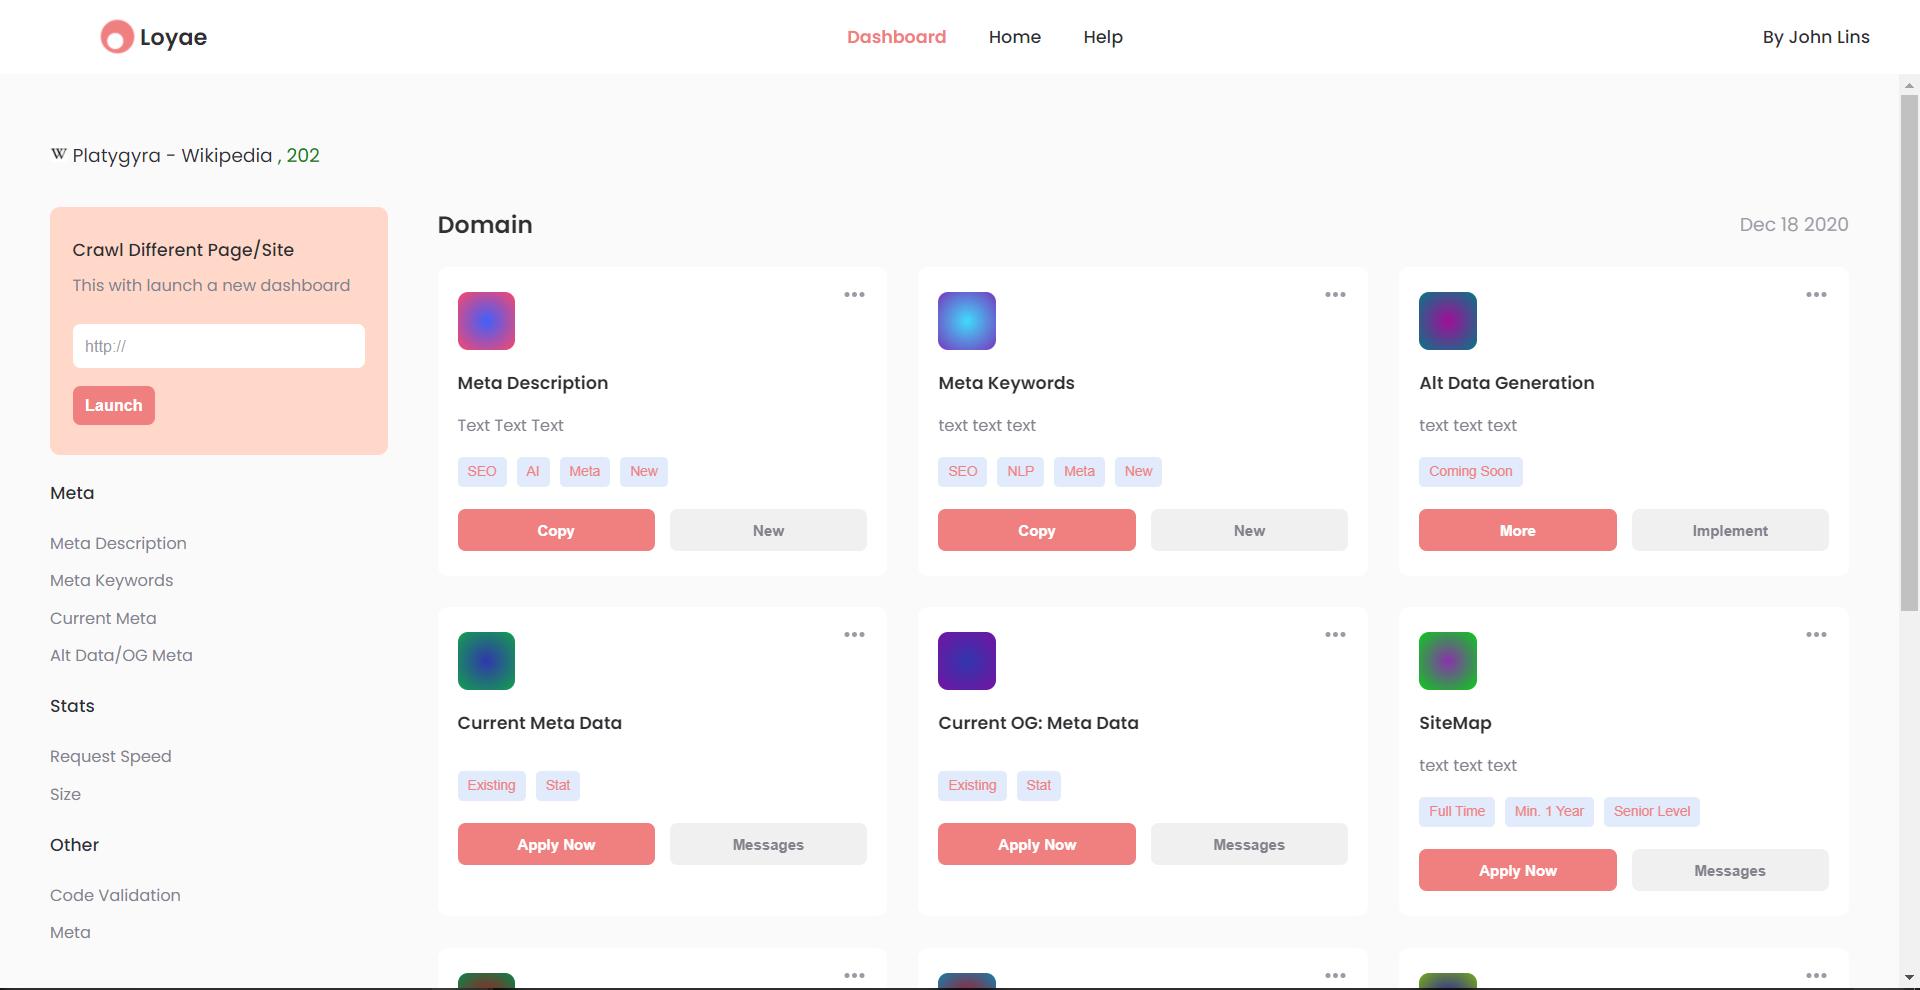 Loyae
Dashboard Home Help
By John Lins
W Platygyra - Wikipedia , 202
Crawl Different Page/Site
This with launch a new dashboard
http://
Launch
Meta
Meta Description
Meta Keywords
Current Meta
Alt Data/OG Meta
Stats
Request Speed
Size
Other
Code Validation
Meta
Domain
Dec 18 2020
Meta Description
Text Text Text
SEO AI Meta New
Copy New
Meta Keywords
text text text
SEO NLP Meta New
Copy New
Alt Data Generation
text text text
Coming Soon
More Implement
Current Meta Data
Existing Stat
Apply Now Messages
Current OG: Meta Data
Existing Stat
Apply Now Messages
SiteMap
text text text
Full Time Min. 1 Year Senior Level
Apply Now Messages